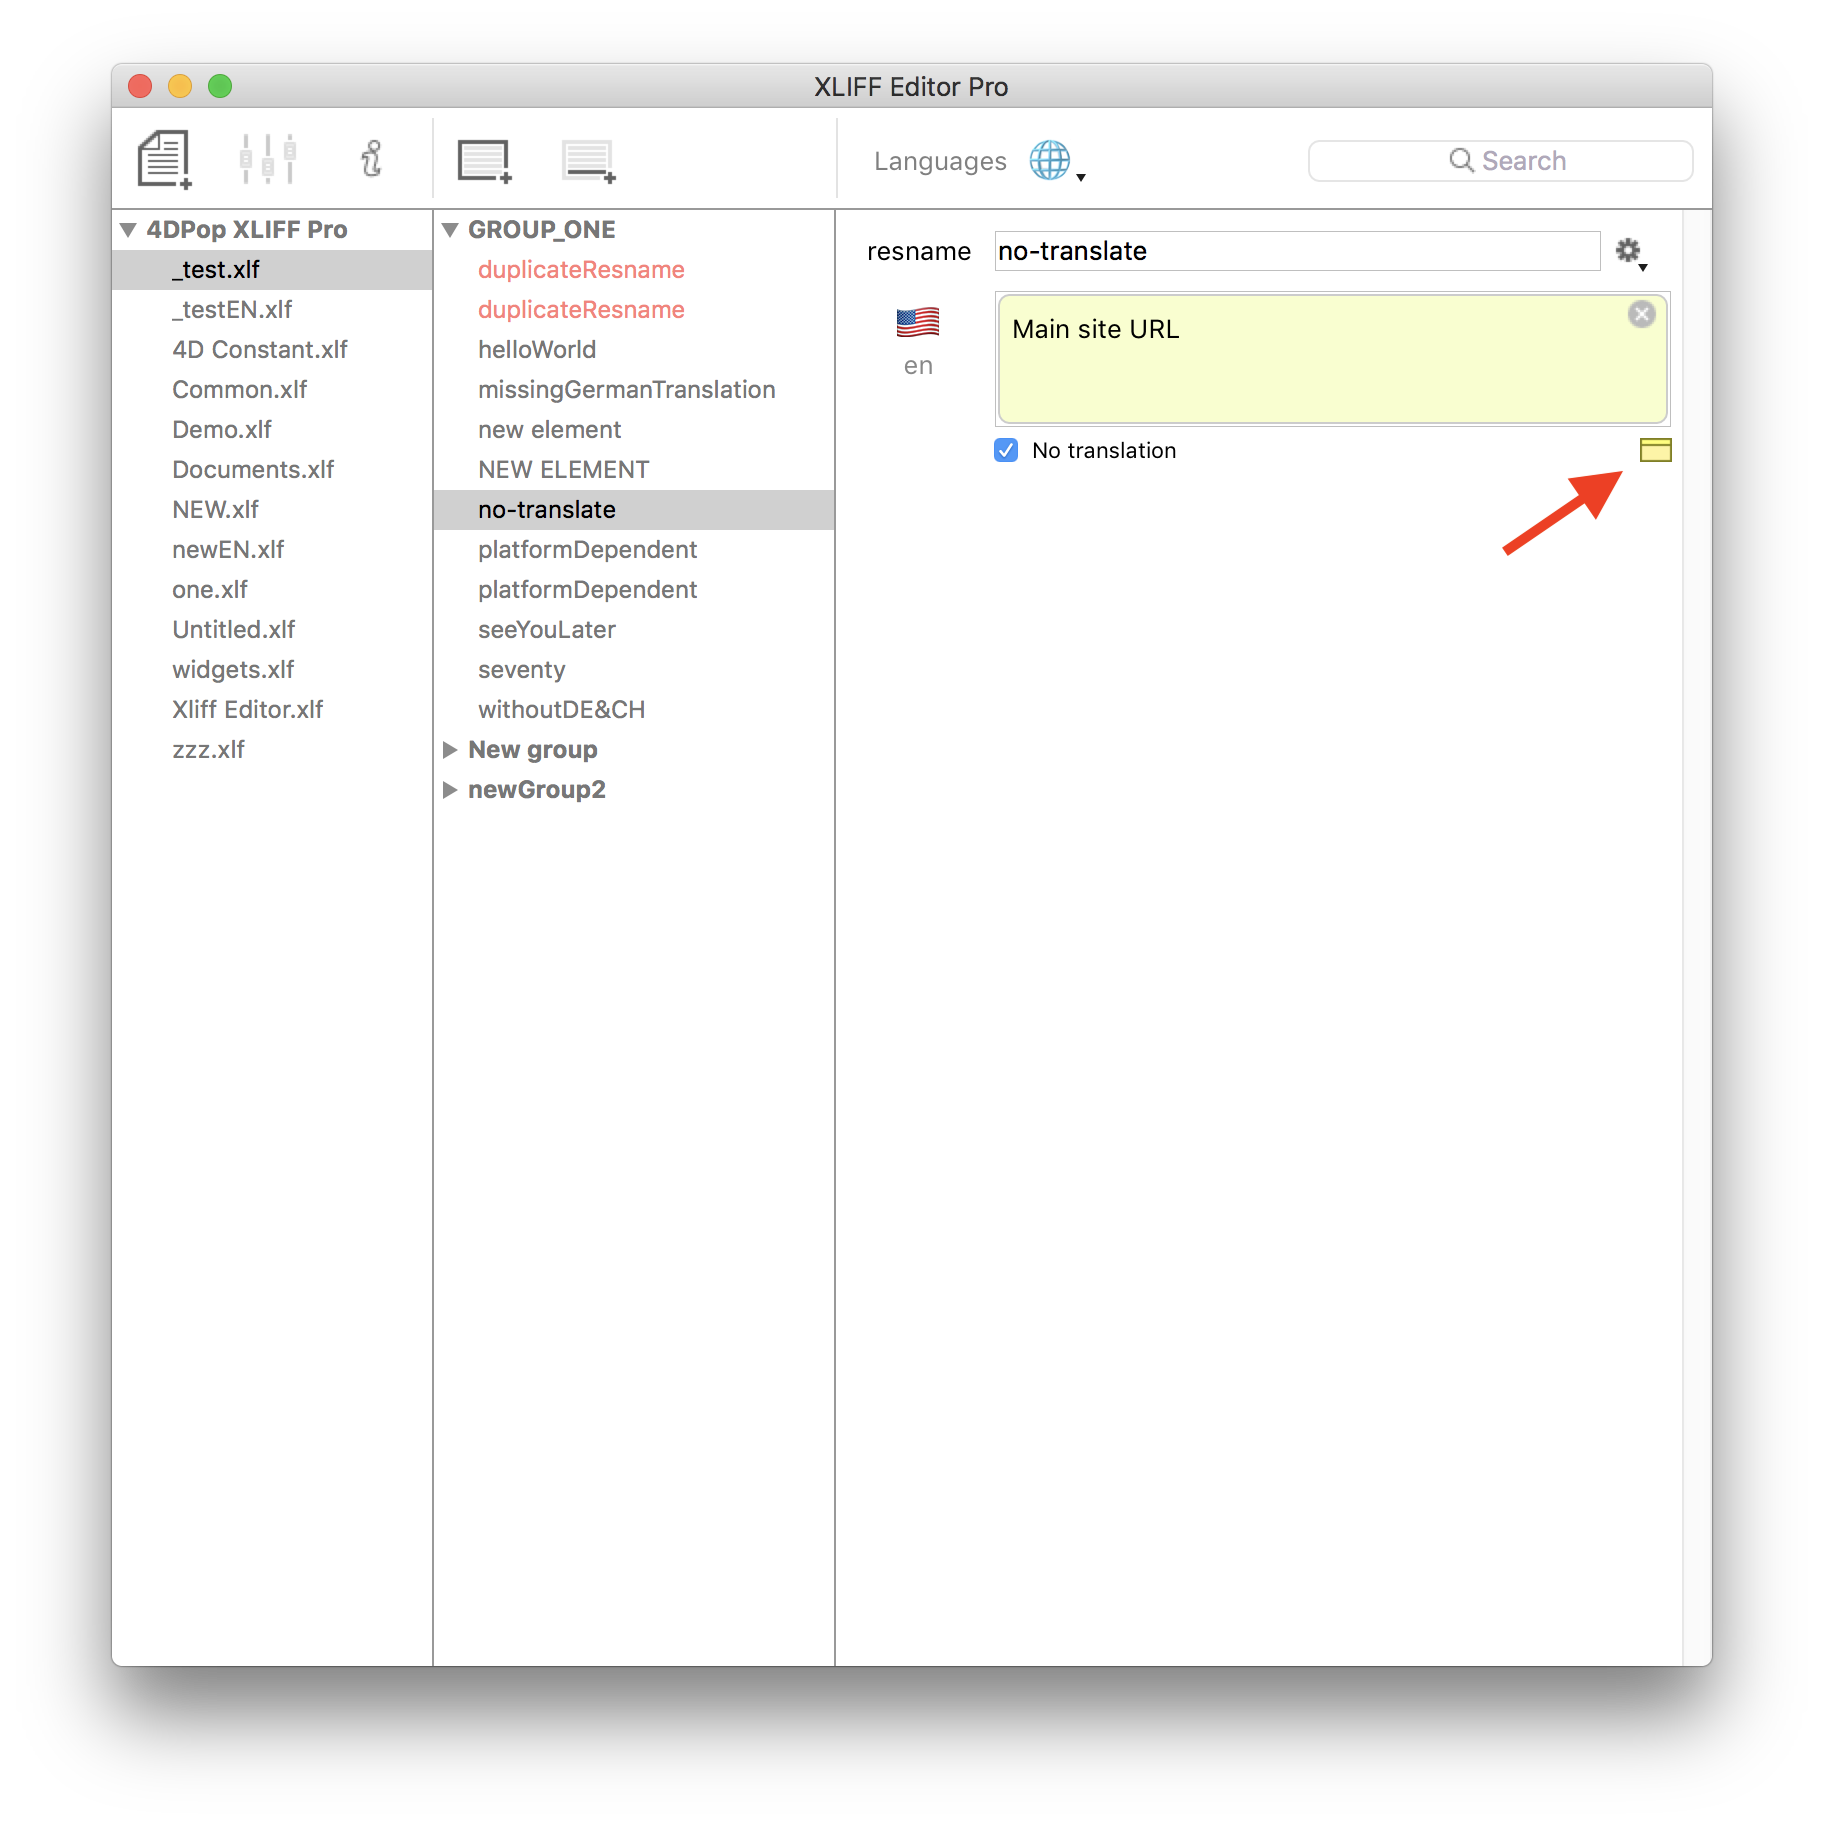 XLIFF Editor Pro
Languages
Search
4DPop XLIFF Pro
_test.xlf
_testEN.xlf
4D Constant.xlf
Common.xlf
Demo.xlf
Documents.xlf
NEW.xlf
newEN.xlf
one.xlf
Untitled.xlf
widgets.xlf
Xliff Editor.xlf
zzz.xlf
GROUP_ONE
duplicateResname
duplicateResname
helloWorld
missingGermanTranslation
new element
NEW ELEMENT
no-translate
platformDependent
platformDependent
seeYouLater
seventy
withoutDE&CH
New group
newGroup2
resname no-translate
Main site URL
en
No translation